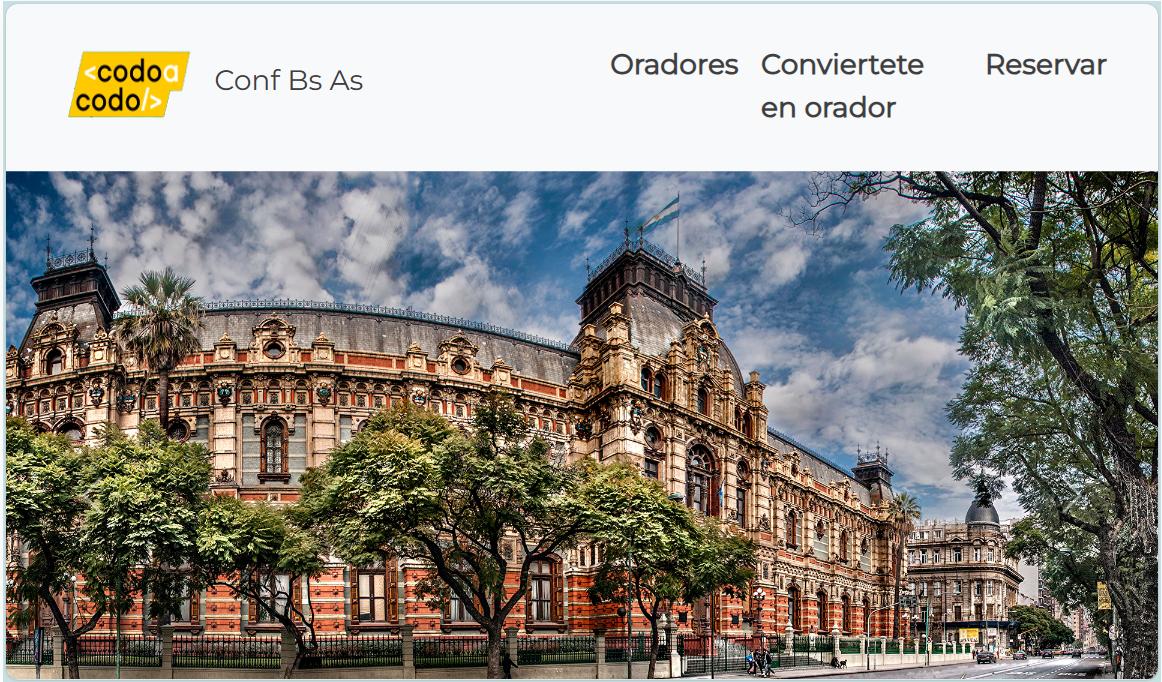 <codoa
codo/>
Conf Bs As
Oradores
Conviertete
en orador
Reservar